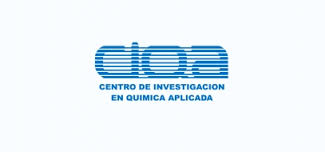 ciqa
CENTRO DE INVESTIGACION
EN QUIMICA APLICADA